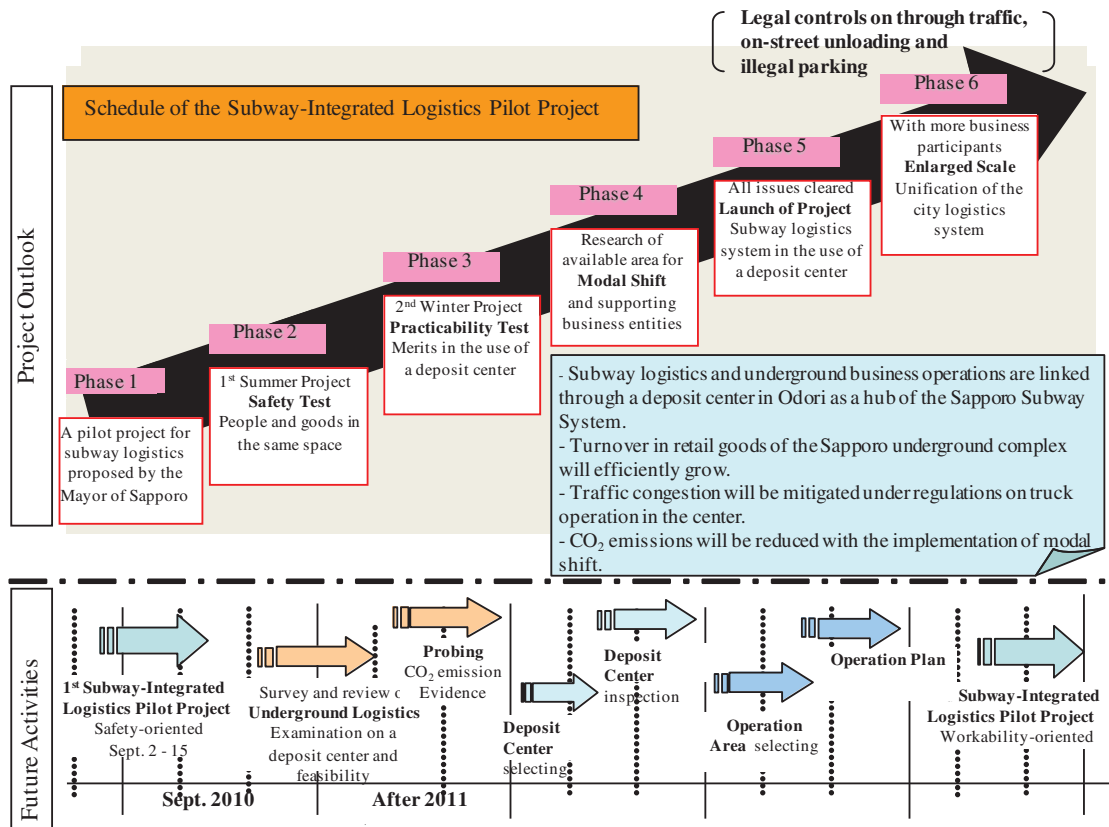 Legal controls on through traffic,
on-street unloading and
illegal parking
Project Outlook
Schedule of the Subway-Integrated Logistics Pilot Project
Phase 1
A pilot project for
subway logistics
proposed by the
Mayor of Sapporo
Phase 2
1st Summer Project
Safety Test
People and goods in
the same space
Phase 3
2nd Winter Project
Practicability Test
Merits in the use of
a deposit center
Phase 4
Research of
available area for
Modal Shift
and supporting
business entities
Phase 5
All issues cleared
Launch of Project
Subway logistics
system in the use of
a deposit center
Phase 6
With more business
participants
Enlarged Scale
Unification of the
city logistics
system
- Subway logistics and underground business operations are linked
through a deposit center in Odori as a hub of the Sapporo Subway
System.
- Turnover in retail goods of the Sapporo underground complex
will efficiently grow.
- Traffic congestion will be mitigated under regulations on truck
operation in the center.
- CO2 emissions will be reduced with the implementation of modal
shift.
Future Activities
1st Subway-Integrated
Logistics Pilot Project
Safety-oriented
Sept. 2 - 15
Survey and review
Underground Logistics
Examination on a
deposit center and
feasibility
Probing
CO2 emission
Evidence
Deposit
Center
selecting
Deposit
Center
inspection
Operation
Area selecting
Operation Plan
Subway-Integrated
Logistics Pilot Project
Workability-oriented
Sept. 2010
After 2011